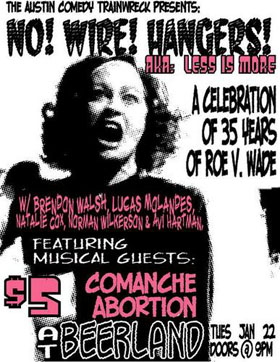 THE AUSTIN COMEDY TRAINWRECK PRESENTS:
NO! WIRE! HANGERS!
AKA: LESS IS MORE
A CELEBRATION
OF 35 YEARS
OF ROE V. WADE
W/ BRENDON WALSH, LUCAS MOLANDES,
NATALIE COX, NORMAN WILKERSON & AVI HARTMAN,
FEATURING
MUSICAL GUESTS:
$5
COMANCHE
ABORTION
AT
BEERLAND
TUES JAN 22
DOORS @ 9PM